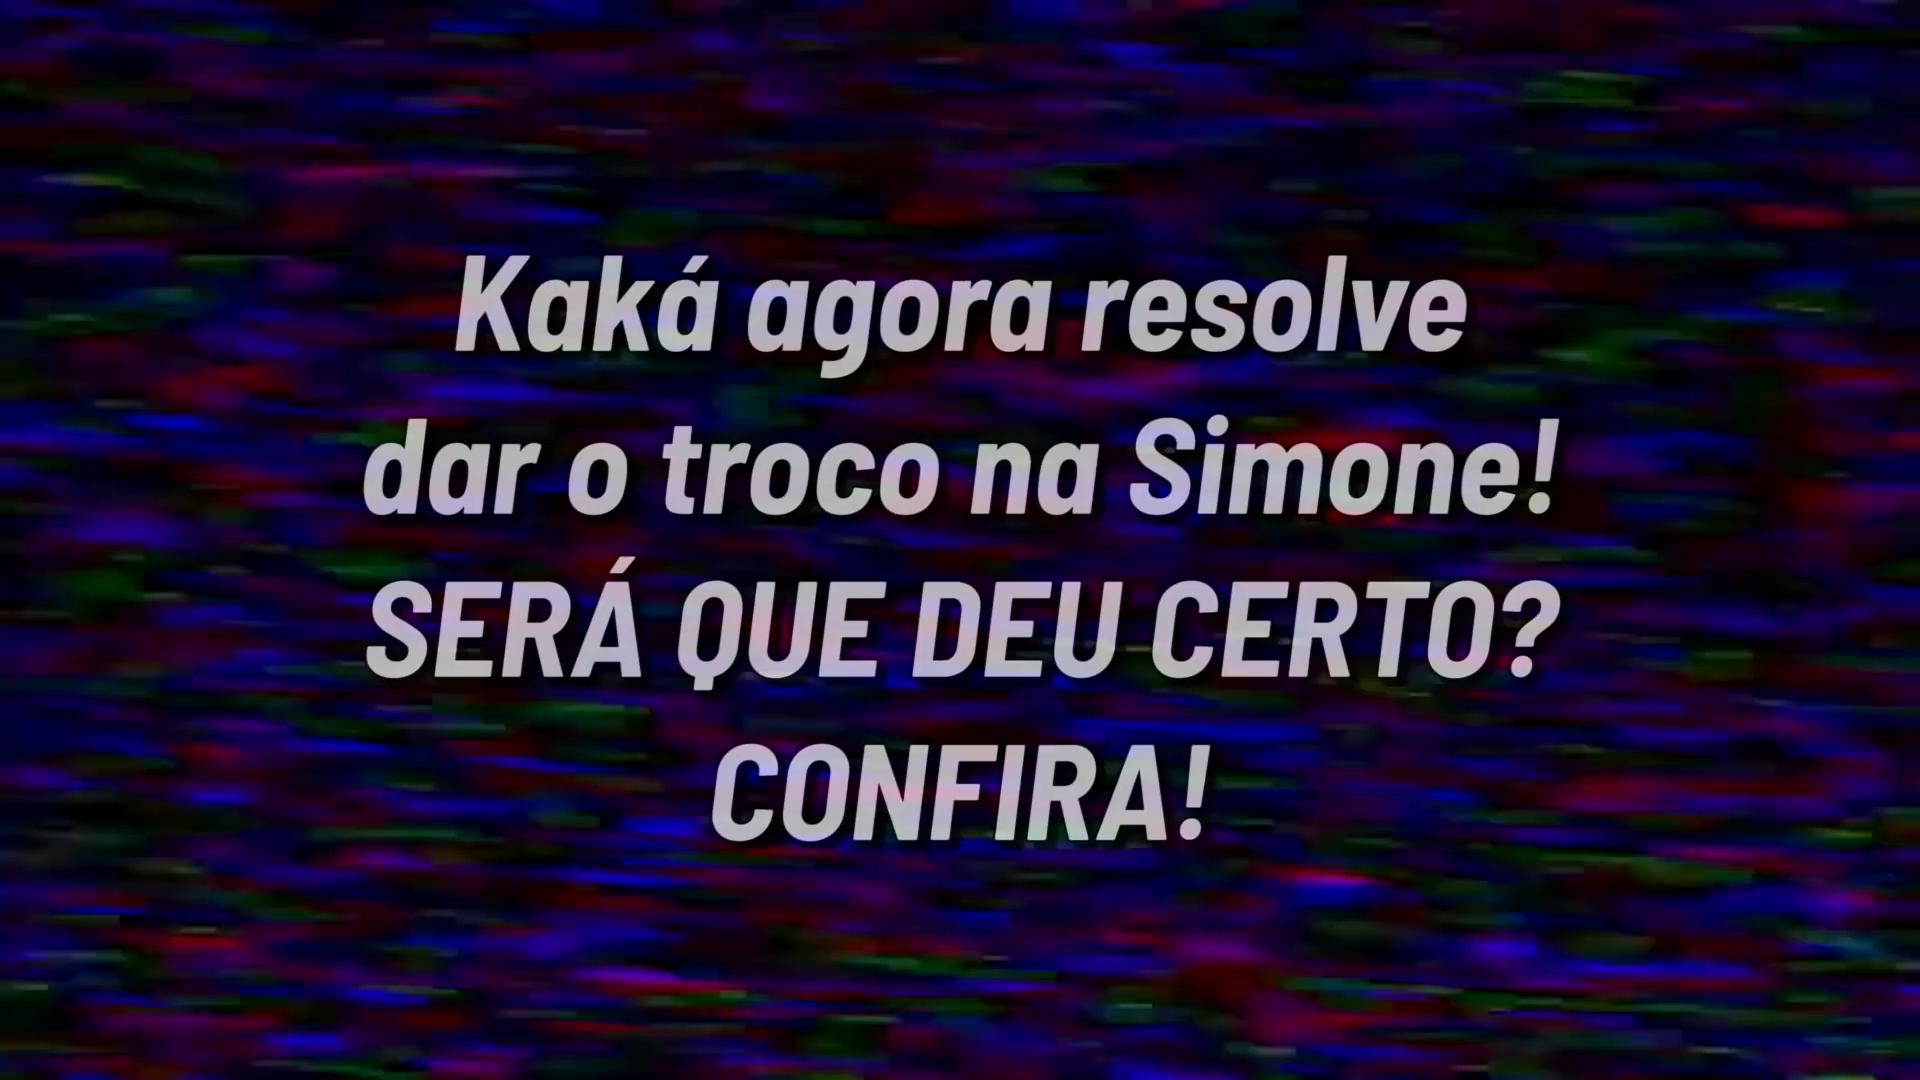 Kaká agora resolve
dar o troco na Simone!
SERÁ QUE DEU CERTO?
CONFIRA!